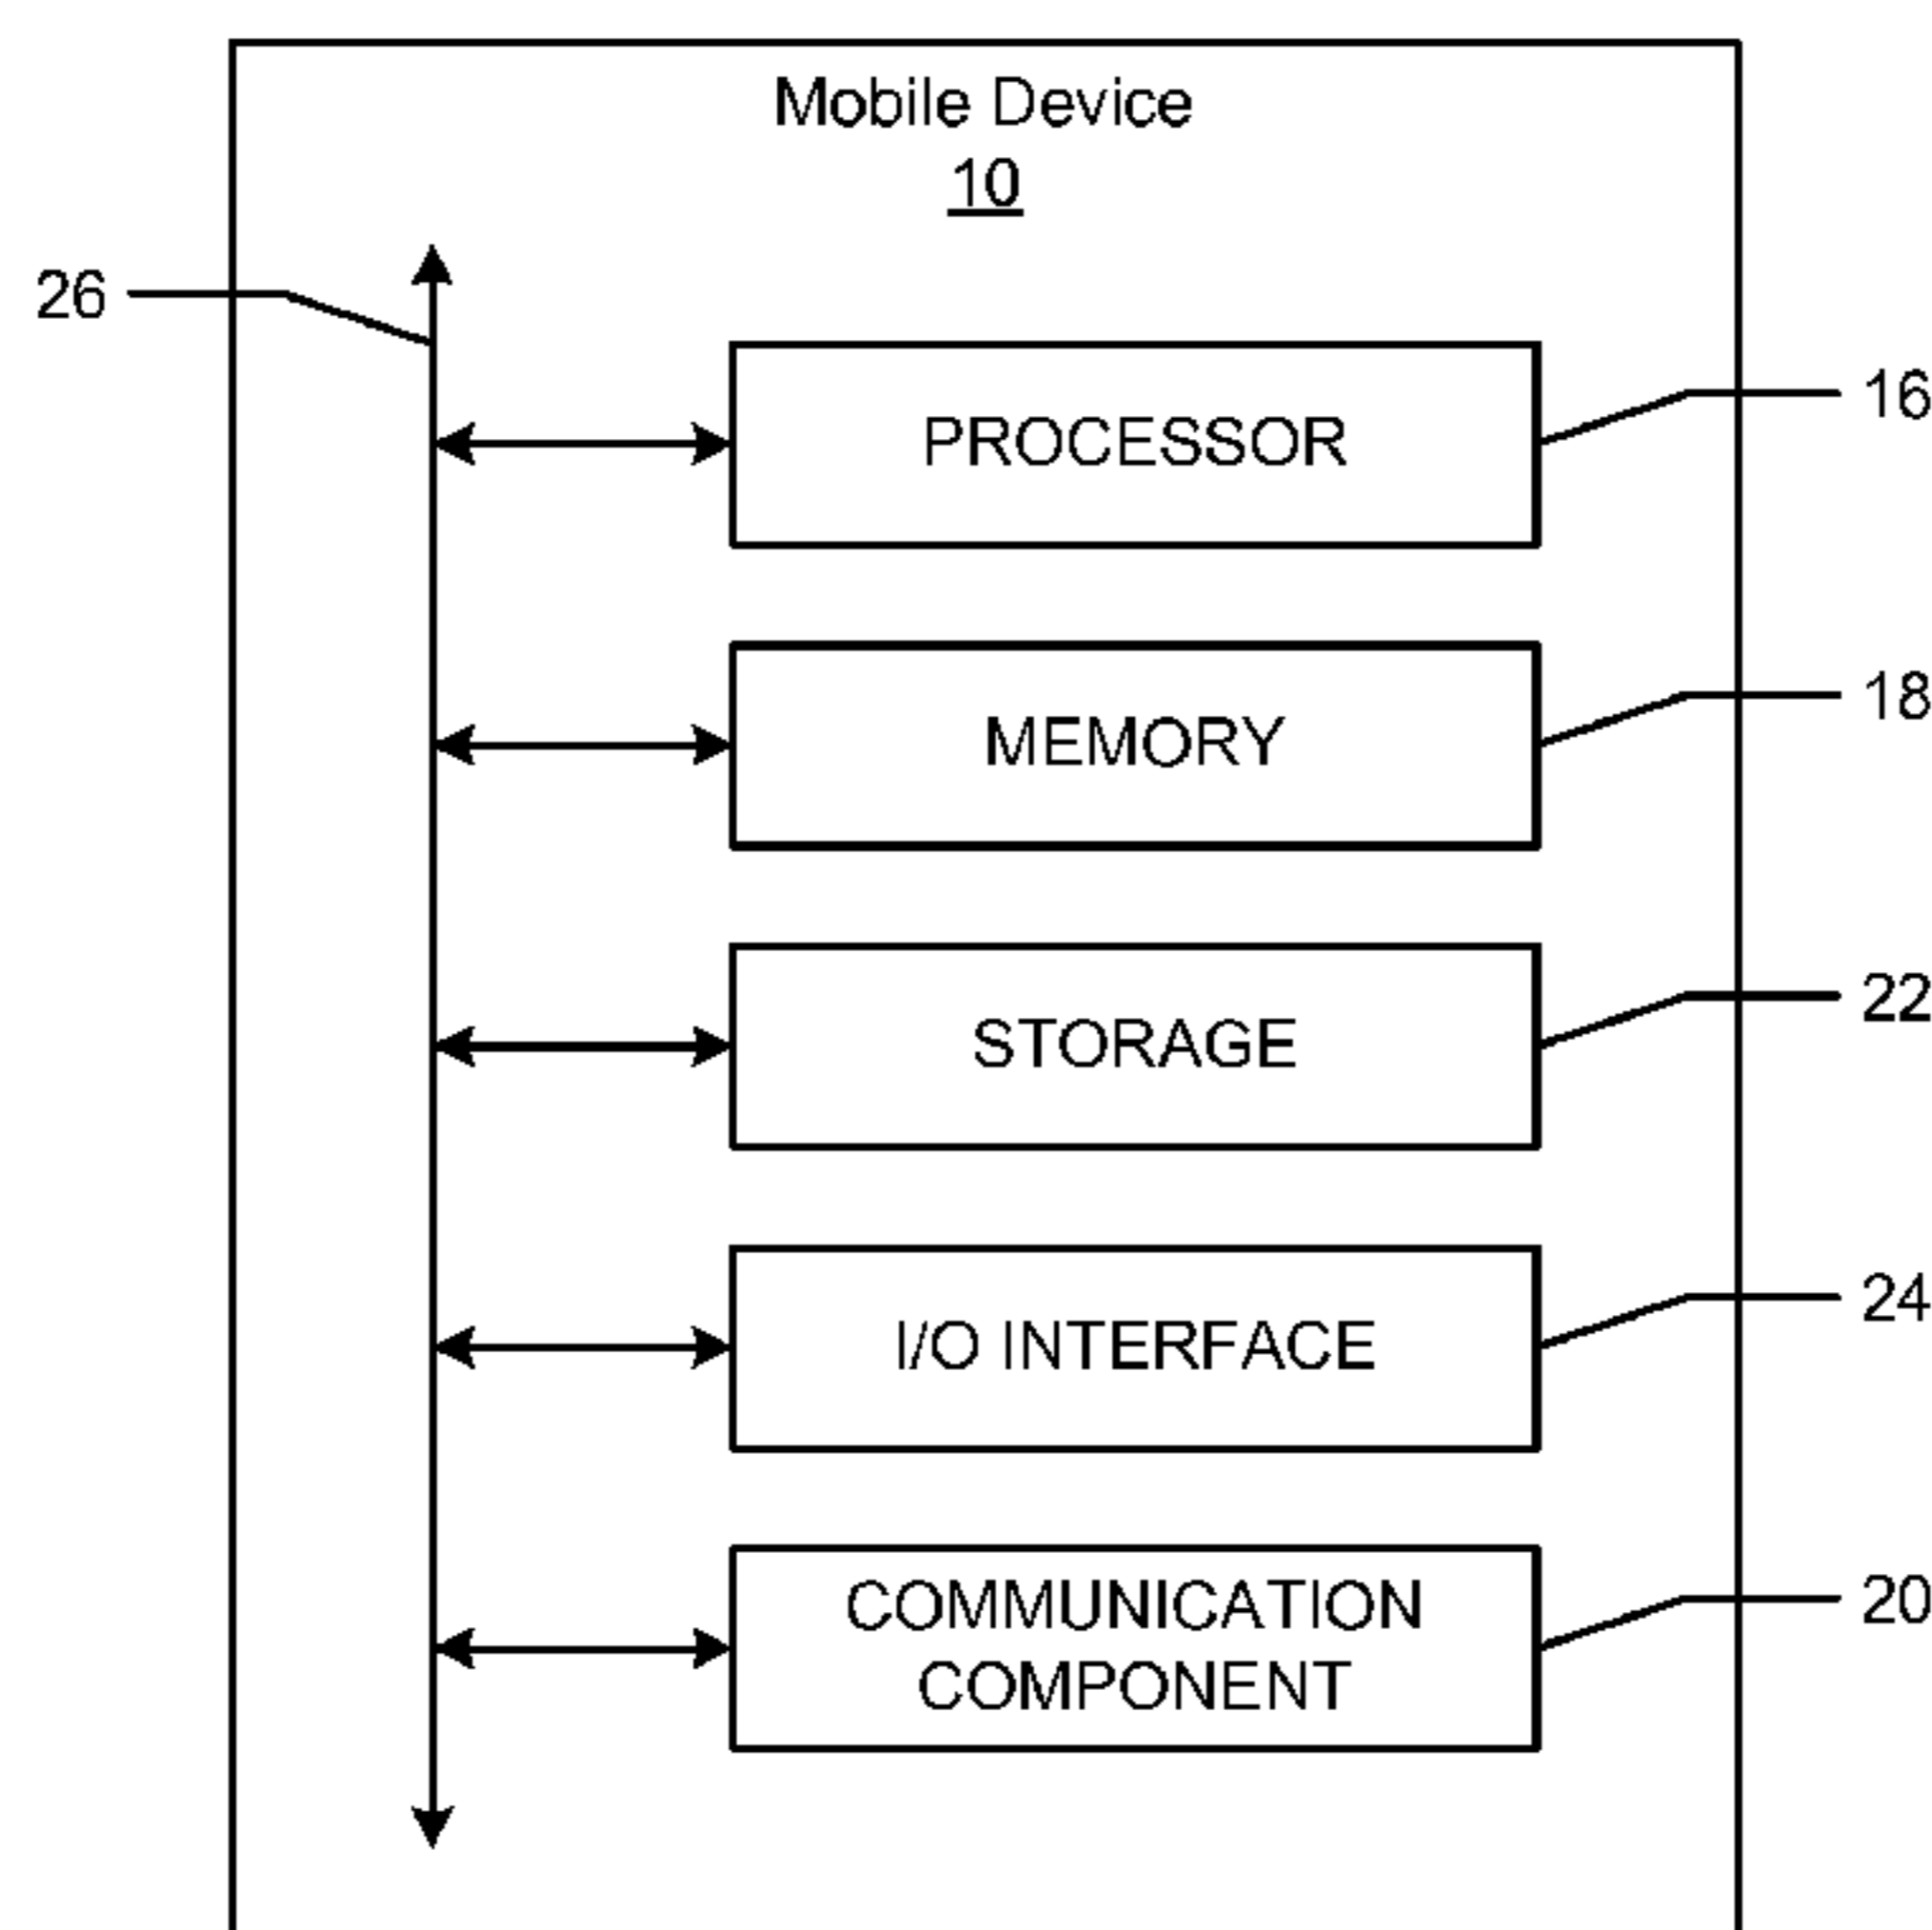 Mobile Device
10
26
PROCESSOR
16
MEMORY
18
STORAGE
22
I/O INTERFACE
24
COMMUNICATION
COMPONENT
20